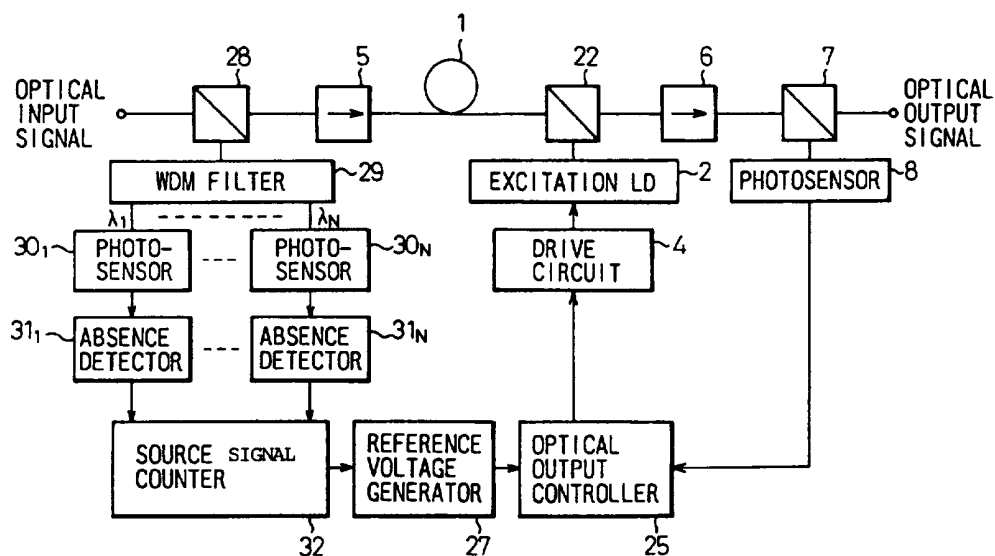 1
28
5
22
6
7
OPTICAL
INPUT
SIGNAL
OPTICAL
OUTPUT
SIGNAL
WDM FILTER
29
EXCITATION LD
2
PHOTOSENSOR
8
λ1
λN
30₁
PHOTO-
SENSOR
PHOTO-
SENSOR
30N
DRIVE
CIRCUIT
4
31₁
ABSENCE
DETECTOR
ABSENCE
DETECTOR
31N
SOURCE SIGNAL
COUNTER
REFERENCE
VOLTAGE
GENERATOR
OPTICAL
OUTPUT
CONTROLLER
32
27
25